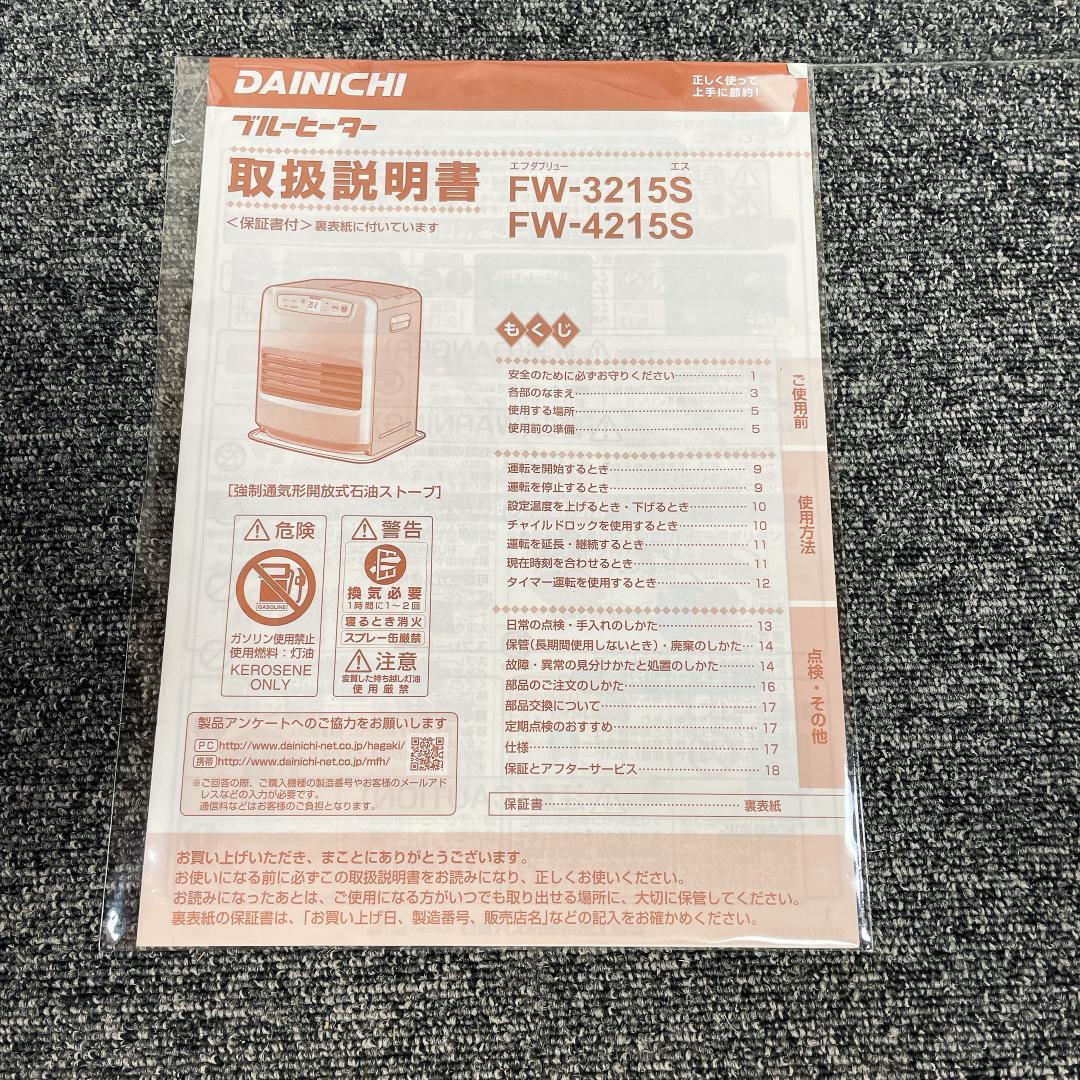 DAINICHI
正しく使って
上手に節約!
ブルーヒーター
取扱説明書
<保証書付>裏表紙に付いています
エフダブリュー エス
FW-3215S
FW-4215S
[強制通気形開放式石油ストーブ]
危険
GASOLINE
ガソリン使用禁止
使用燃料:灯油
KEROSENE
ONLY
警告
換気必要
1時間に1~2回
寝るとき消火
スプレー缶厳禁
注意
変質した持ち越し灯油
使用厳禁
製品アンケートへのご協力をお願いします
PC http://www.dainichi-net.co.jp/hagaki/
携帯 http://www.dainichi-net.co.jp/mfh/
※ご回答の際、ご購入機種の製造番号やお客様のメールアド
レスなどの入力が必要です。
通信料などはお客様のご負担となります。
もくじ
安全のために必ずお守りください…………………1
各部のなまえ…………………3
使用する場所…………………5
使用前の準備…………………5
ご使用前
運転を開始するとき…………………9
運転を停止するとき…………………9
設定温度を上げるとき・下げるとき…………………10
チャイルドロックを使用するとき…………………10
運転を延長・継続するとき…………………11
現在時刻を合わせるとき…………………11
タイマー運転を使用するとき…………………12
使用方法
日常の点検・手入れのしかた…………………13
保管(長期間使用しないとき)・廃棄のしかた…14
故障・異常の見分けかたと処置のしかた…………14
部品のご注文のしかた…………………16
部品交換について…………………17
定期点検のおすすめ…………………17
仕様…………………17
保証とアフターサービス…………………18
点検・その他
保証書…………………裏表紙
お買い上げいただき、まことにありがとうございます。
お使いになる前に必ずこの取扱説明書をお読みになり、正しくお使いください。
お読みになったあとは、ご使用になる方がいつでも取り出せる場所に、大切に保管してください。
裏表紙の保証書は、「お買い上げ日、製造番号、販売店名」などの記入をお確かめください。